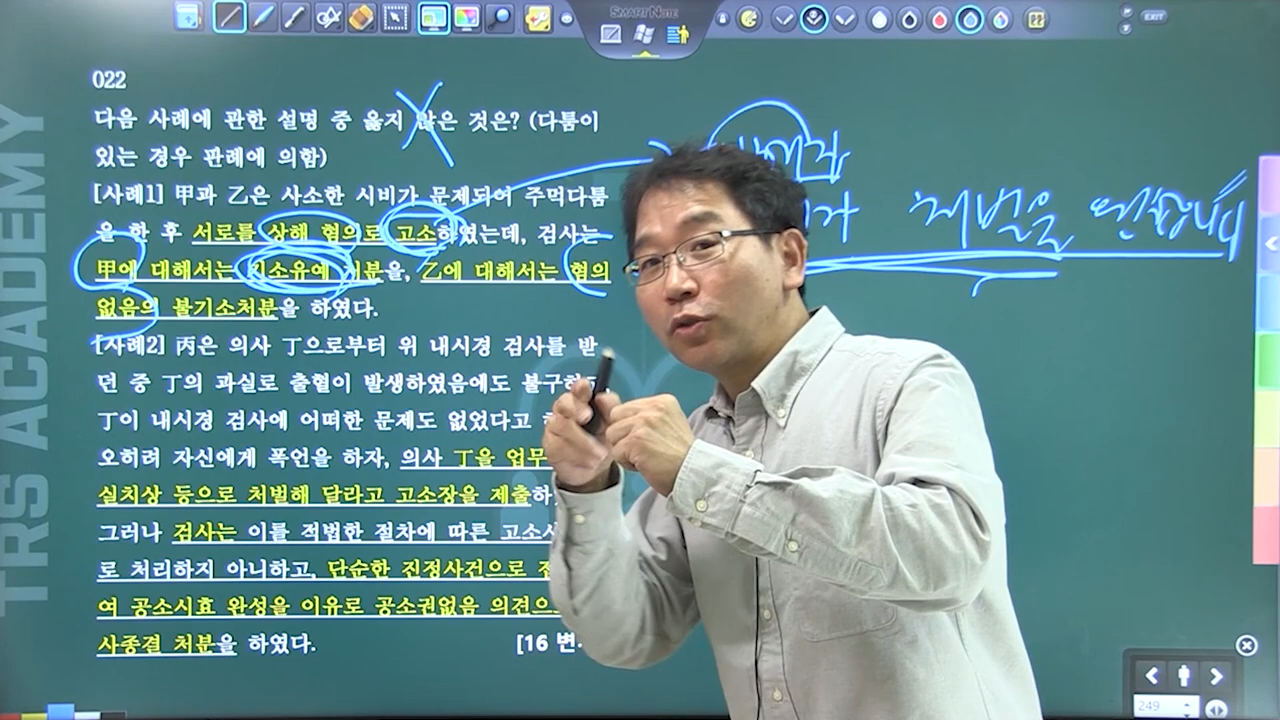 SMART NOTE
EXIT
022
다음 사례에 관한 설명 중 옳지 않은 것은? (다툼이
있는 경우 판례에 의함)
[사례1] 甲과 乙은 사소한 시비가 문제되어 주먹다툼
을 한 후 서로를 상해 혐의로 고소하였는데, 검사는
甲에 대해서는 기소유예 처분을, 乙에 대해서는 혐의
없음의 불기소처분을 하였다.
[사례2] 丙은 의사 丁으로부터 위 내시경 검사를 받
던 중 丁의 과실로 출혈이 발생하였음에도 불구하고,
丁이 내시경 검사에 어떠한 문제도 없었다고
오히려 자신에게 폭언을 하자, 의사 丁을 업무
실치상 등으로 처벌해 달라고 고소장을 제출하
그러나 검사는 이를 적법한 절차에 따른 고소사
로 처리하지 아니하고, 단순한 진정사건으로
여 공소시효 완성을 이유로 공소권없음 의견으
사종결 처분을 하였다.
[16 변
처벌을 원합니다
TRS ACADEMY
249